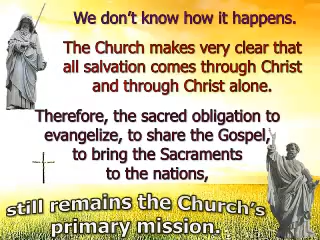 We don't know how it happens.
The Church makes very clear that
all salvation comes through Christ
and through Christ alone.
Therefore, the sacred obligation to
evangelize, to share the Gospel,
to bring the Sacraments
to the nations,
still remains the Church's
primary mission.